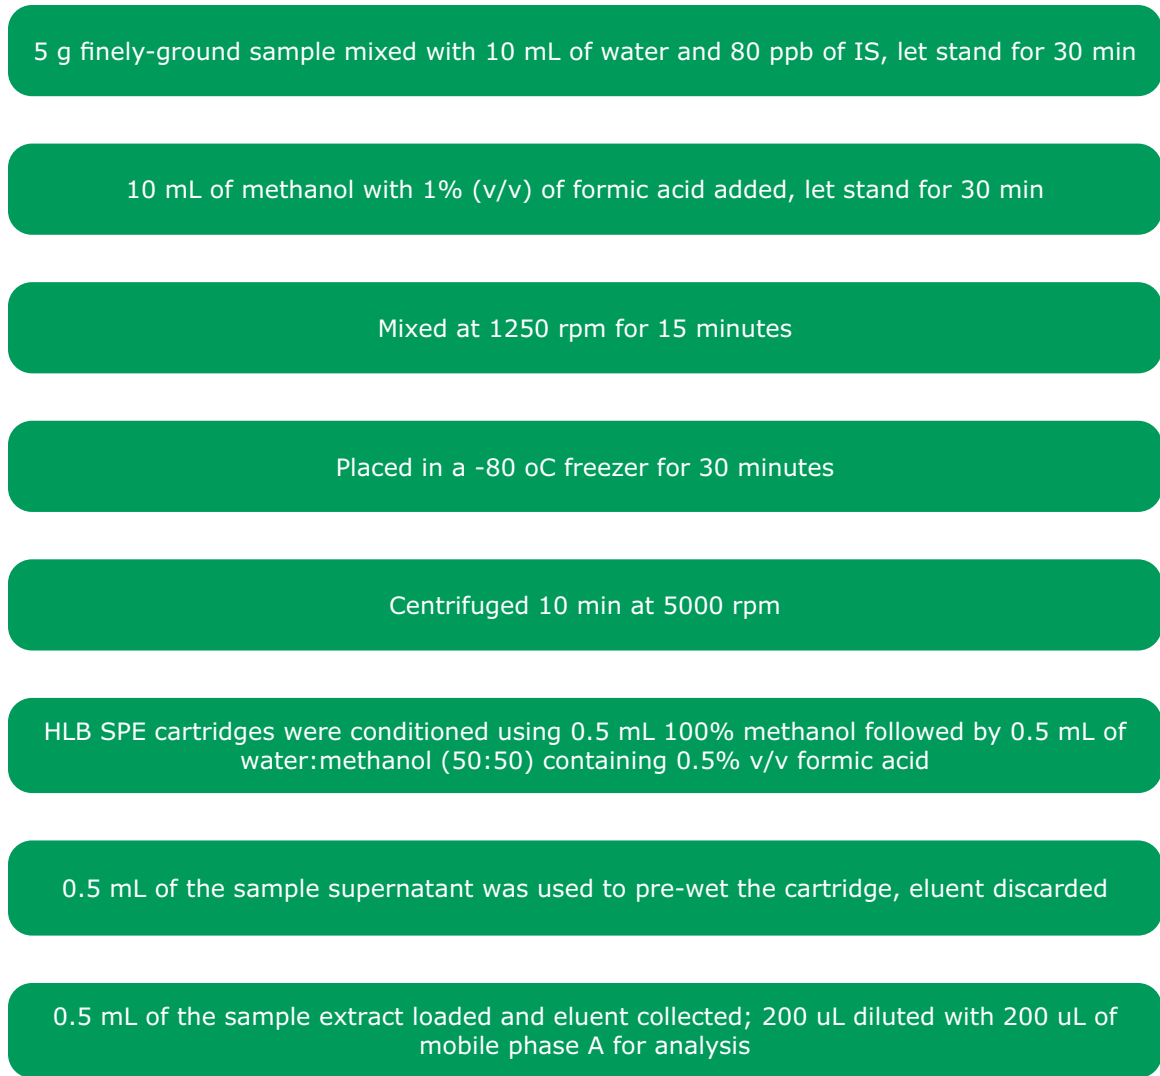 5 g finely-ground sample mixed with 10 mL of water and 80 ppb of IS, let stand for 30 min
10 mL of methanol with 1% (v/v) of formic acid added, let stand for 30 min
Mixed at 1250 rpm for 15 minutes
Placed in a -80 oC freezer for 30 minutes
Centrifuged 10 min at 5000 rpm
HLB SPE cartridges were conditioned using 0.5 mL 100% methanol followed by 0.5 mL of
water:methanol (50:50) containing 0.5% v/v formic acid
0.5 mL of the sample supernatant was used to pre-wet the cartridge, eluent discarded
0.5 mL of the sample extract loaded and eluent collected; 200 uL diluted with 200 uL of
mobile phase A for analysis